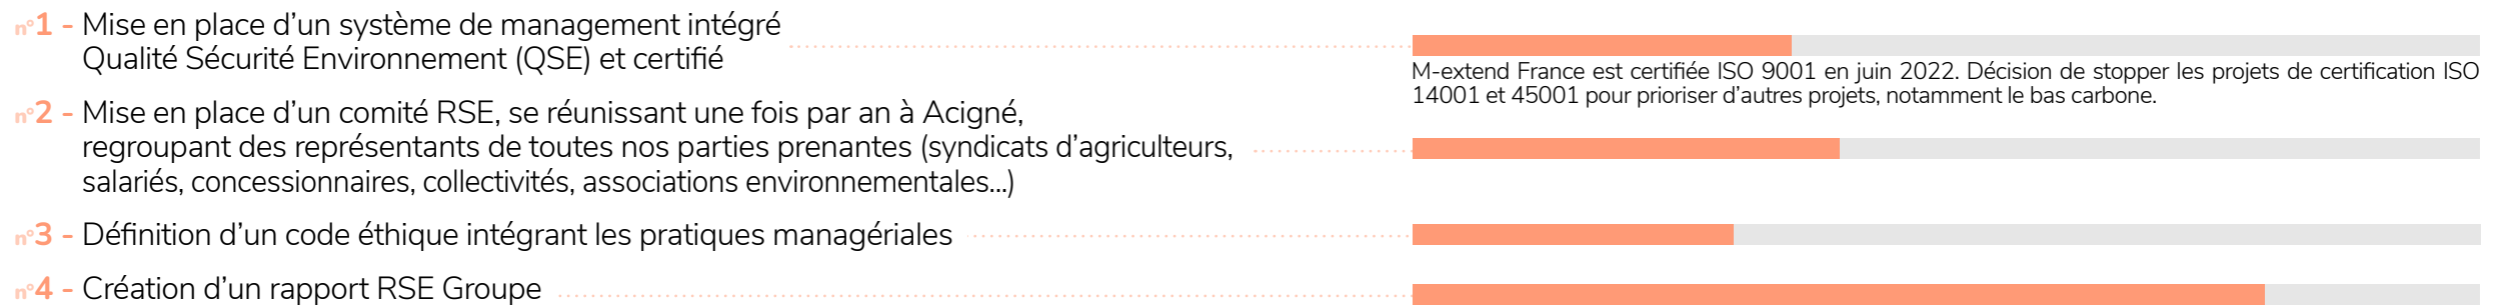 n°1 - Mise en place d’un système de management intégré
Qualité Sécurité Environnement (QSE) et certifié
M-extend France est certifiée ISO 9001 en juin 2022. Décision de stopper les projets de certification ISO
14001 et 45001 pour prioriser d’autres projets, notamment le bas carbone.
n°2 - Mise en place d’un comité RSE, se réunissant une fois par an à Acigné,
regroupant des représentants de toutes nos parties prenantes (syndicats d’agriculteurs,
salariés, concessionnaires, collectivités, associations environnementales...)
n°3 - Définition d’un code éthique intégrant les pratiques managériales
n°4 - Création d’un rapport RSE Groupe